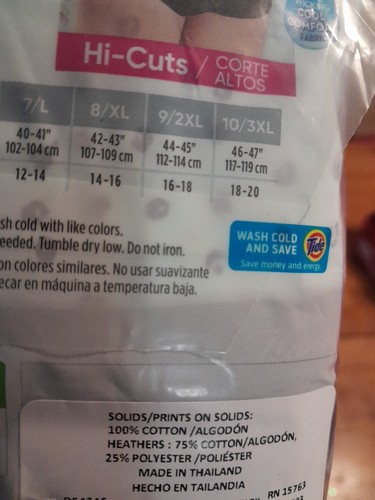 WICKING
COOL
COMFORT
FABRIC
Hi-Cuts / CORTE
ALTOS
7/L 8/XL 9/2XL 10/3XL
40-41" 42-43" 44-45" 46-47"
102-104 cm 107-109 cm 112-114 cm 117-119 cm
12-14 14-16 16-18 18-20
sh cold with like colors.
eeded. Tumble dry low. Do not iron.
on colores similares. No usar suavizante
ecar en máquina a temperatura baja.
WASH COLD
AND SAVE
Tide
Save money and energy.
SOLIDS/PRINTS ON SOLIDS:
100% COTTON /ALGODÓN
HEATHERS : 75% COTTON/ALGODÓN,
25% POLYESTER /POLIÉSTER
MADE IN THAILAND
HECHO EN TAILANDIA
RN 15763